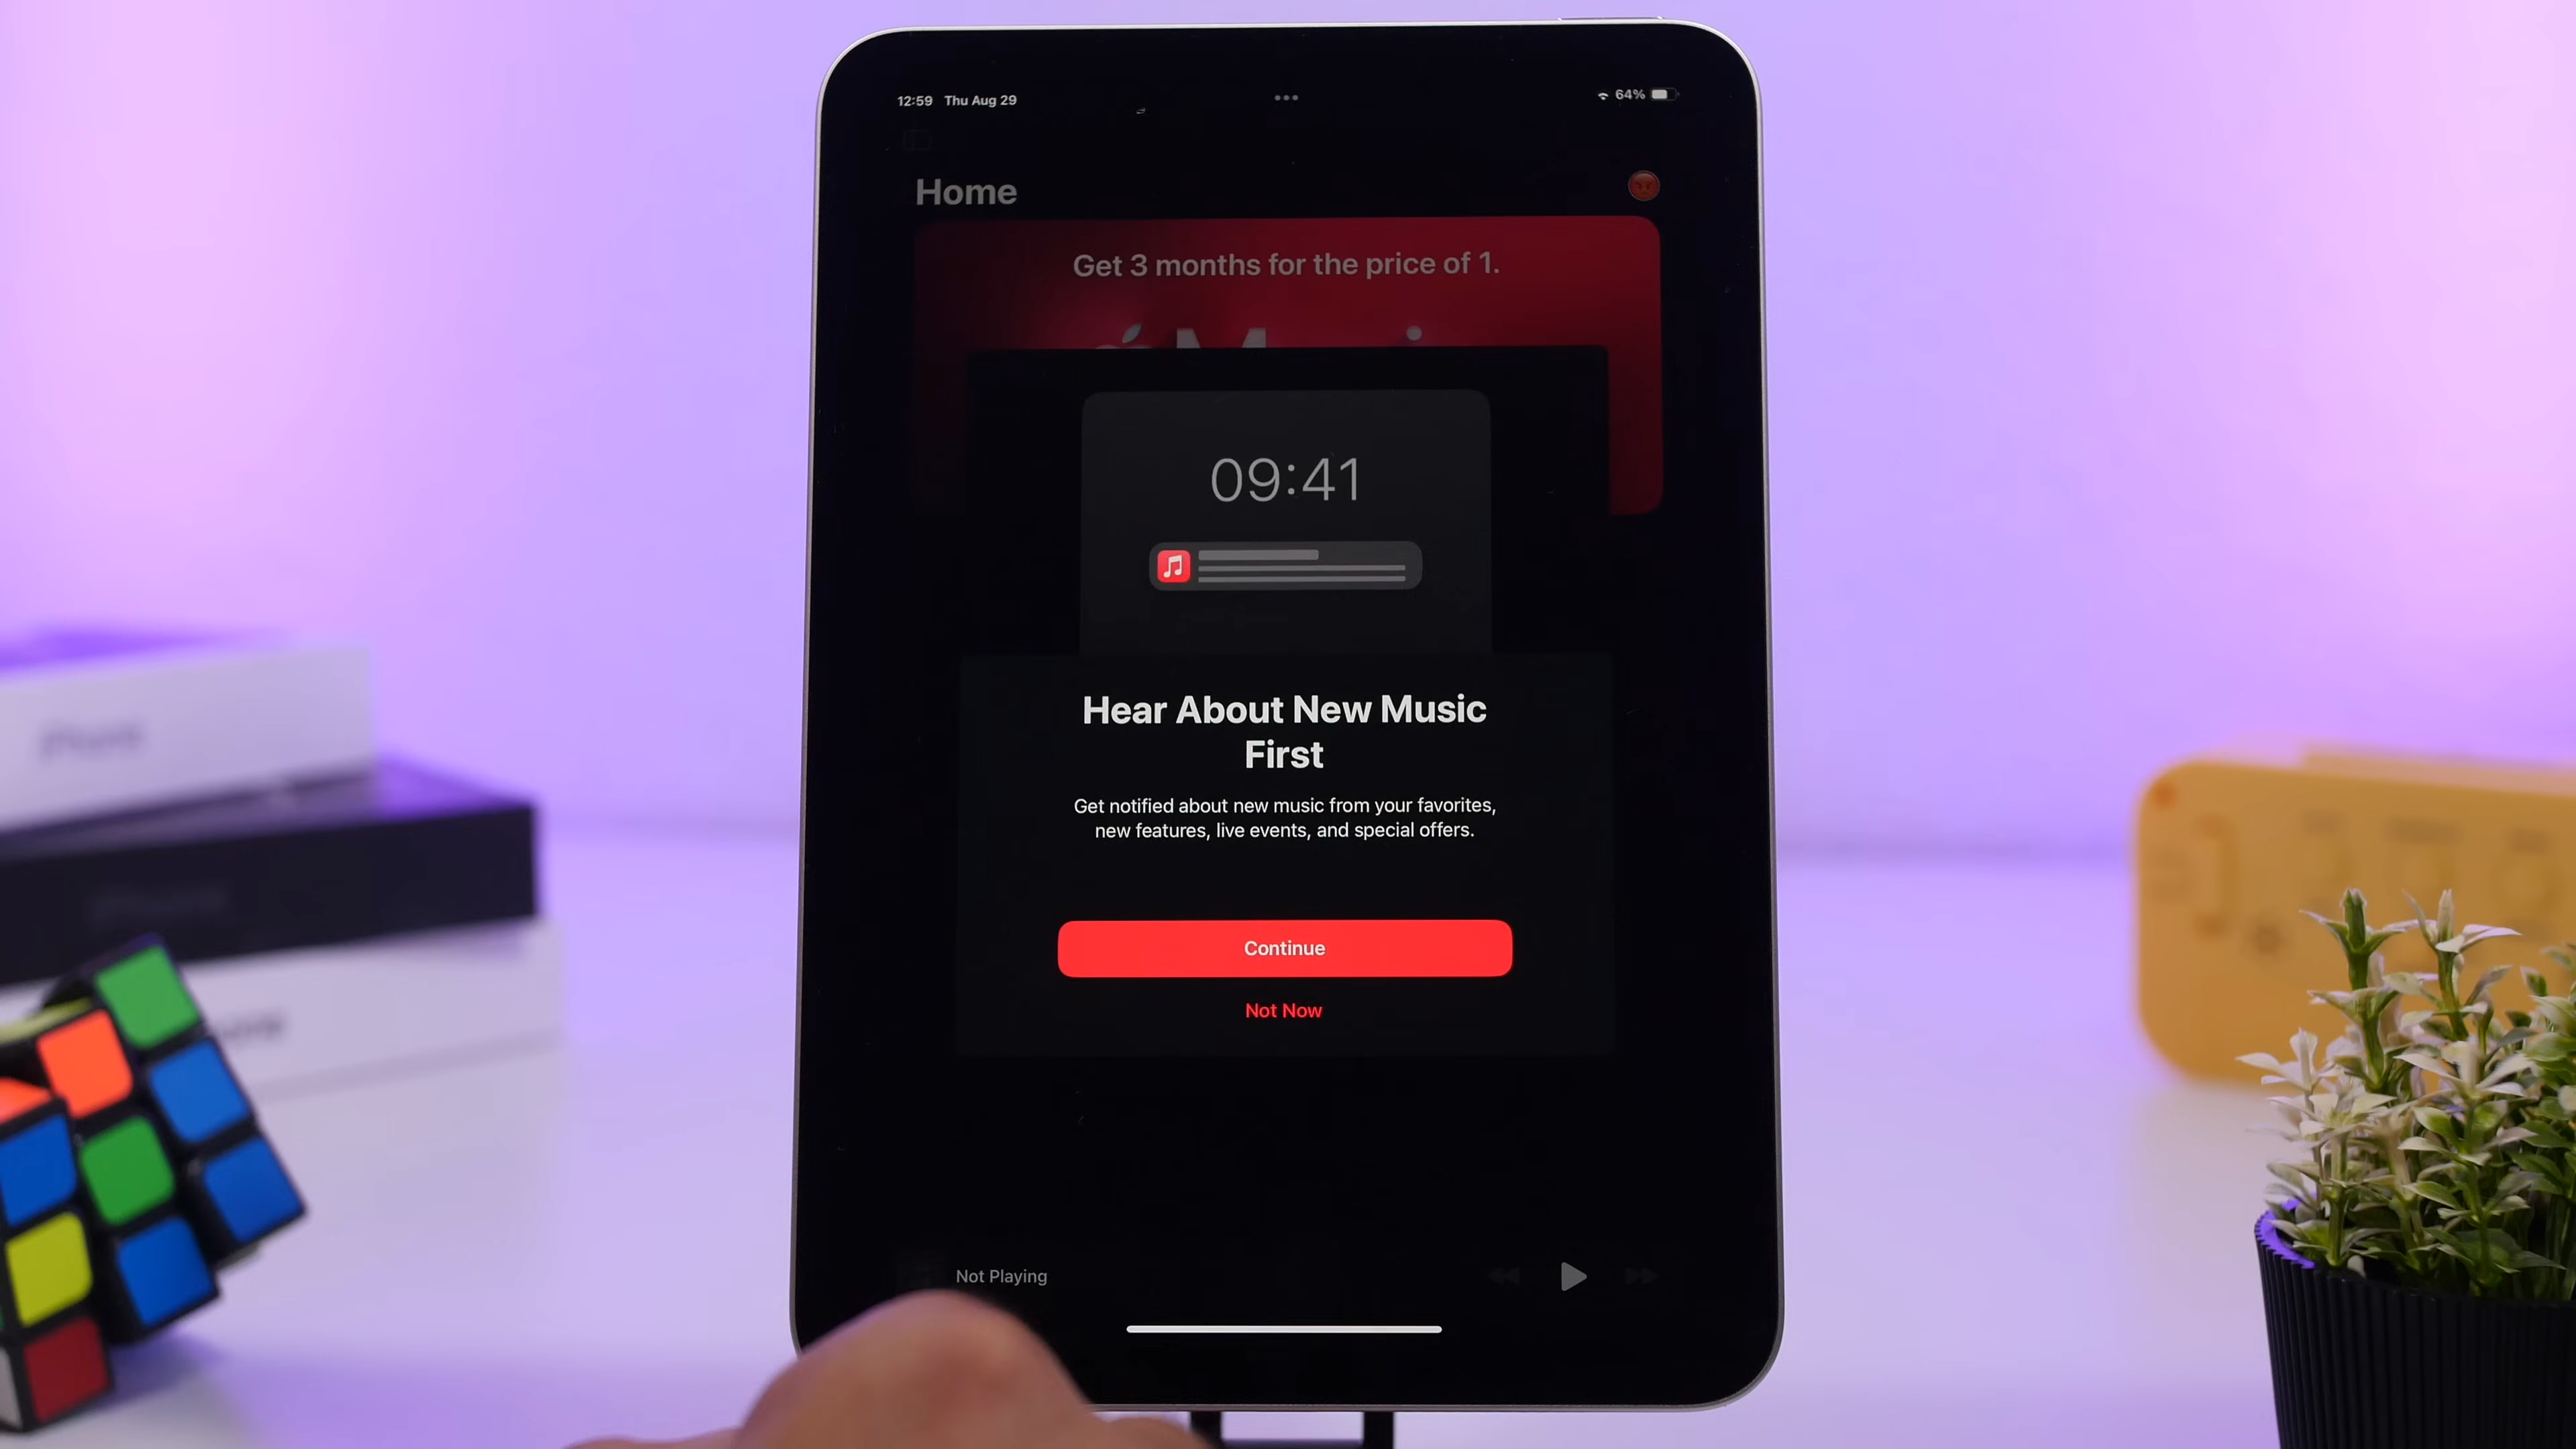 12:59 Thu Aug 29
64%
Home
Get 3 months for the price of 1.
09:41
Hear About New Music
First
Get notified about new music from your favorites,
new features, live events, and special offers.
Continue
Not Now
Not Playing